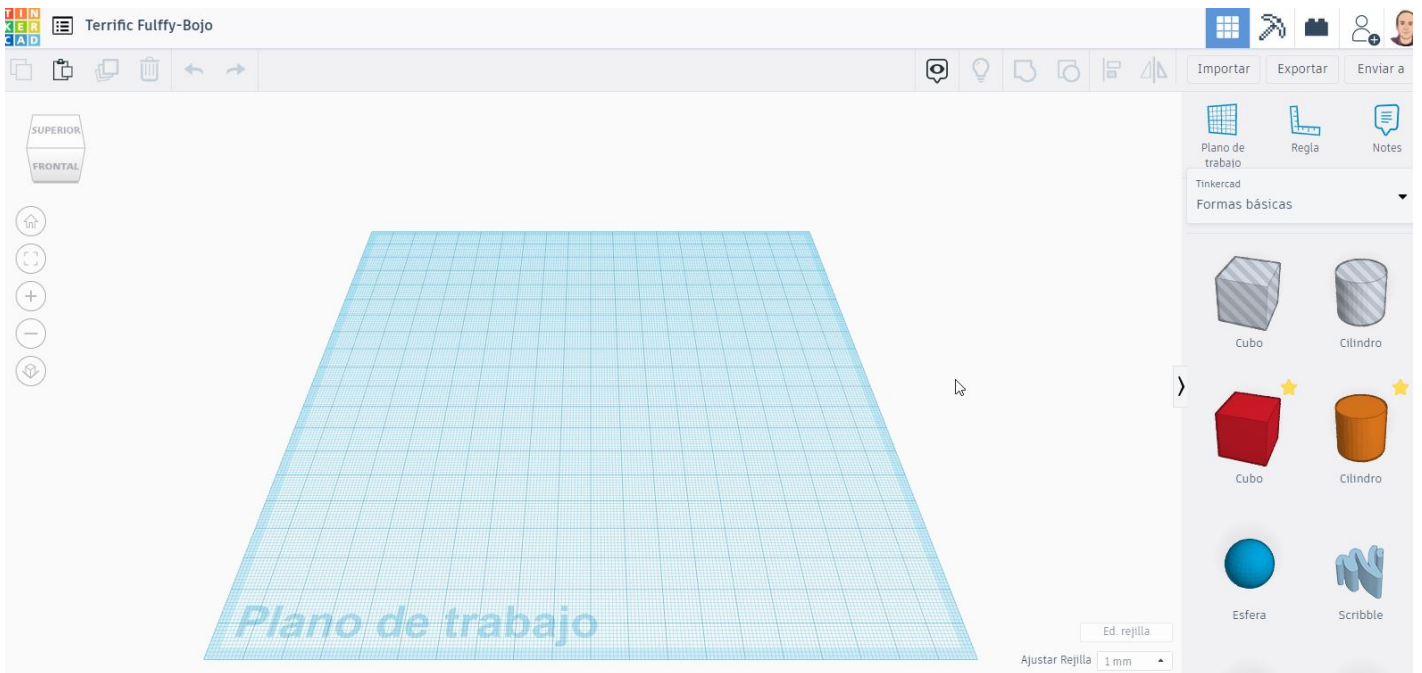 TIN
KER
CAD
Terrific Fulffy-Bojo
Importar
Exportar
Enviar a
SUPERIOR
FRONTAL
Plano de
trabajo
Regla
Notes
Tinkercad
Formas básicas
Cubo
Cilindro
Cubo
Cilindro
Esfera
Scribble
Plano de trabajo
Ed. rejilla
Ajustar Rejilla
1 mm